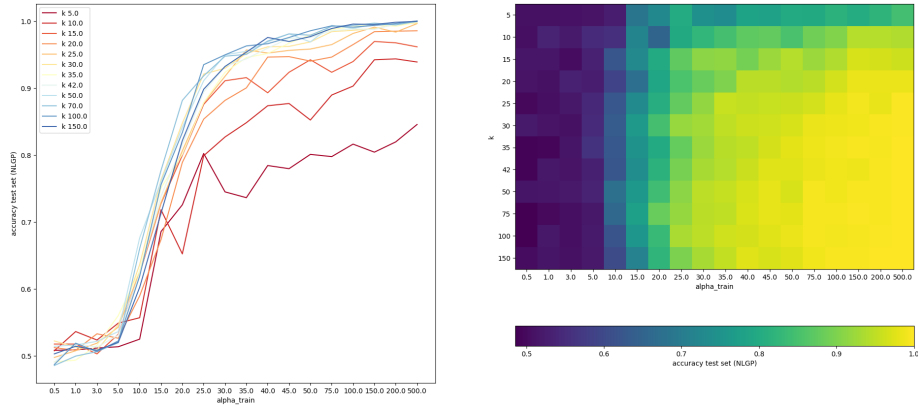 k 5.0
k 10.0
k 15.0
k 20.0
k 25.0
k 30.0
k 35.0
k 42.0
k 50.0
k 70.0
k 100.0
k 150.0
1.0
0.9
0.8
0.7
0.6
0.5
accuracy test set (NLGP)
0.5 1.0 3.0 5.0 10.0 15.0 20.0 25.0 30.0 35.0 40.0 45.0 50.0 75.0 100.0 150.0 200.0 500.0
alpha_train
5
10
15
20
25
30
35
42
50
75
100
150
k
0.5 1.0 3.0 5.0 10.0 15.0 20.0 25.0 30.0 35.0 40.0 45.0 50.0 75.0 100.0 150.0 200.0 500.0
alpha_train
0.5 0.6 0.7 0.8 0.9 1.0
accuracy test set (NLGP)